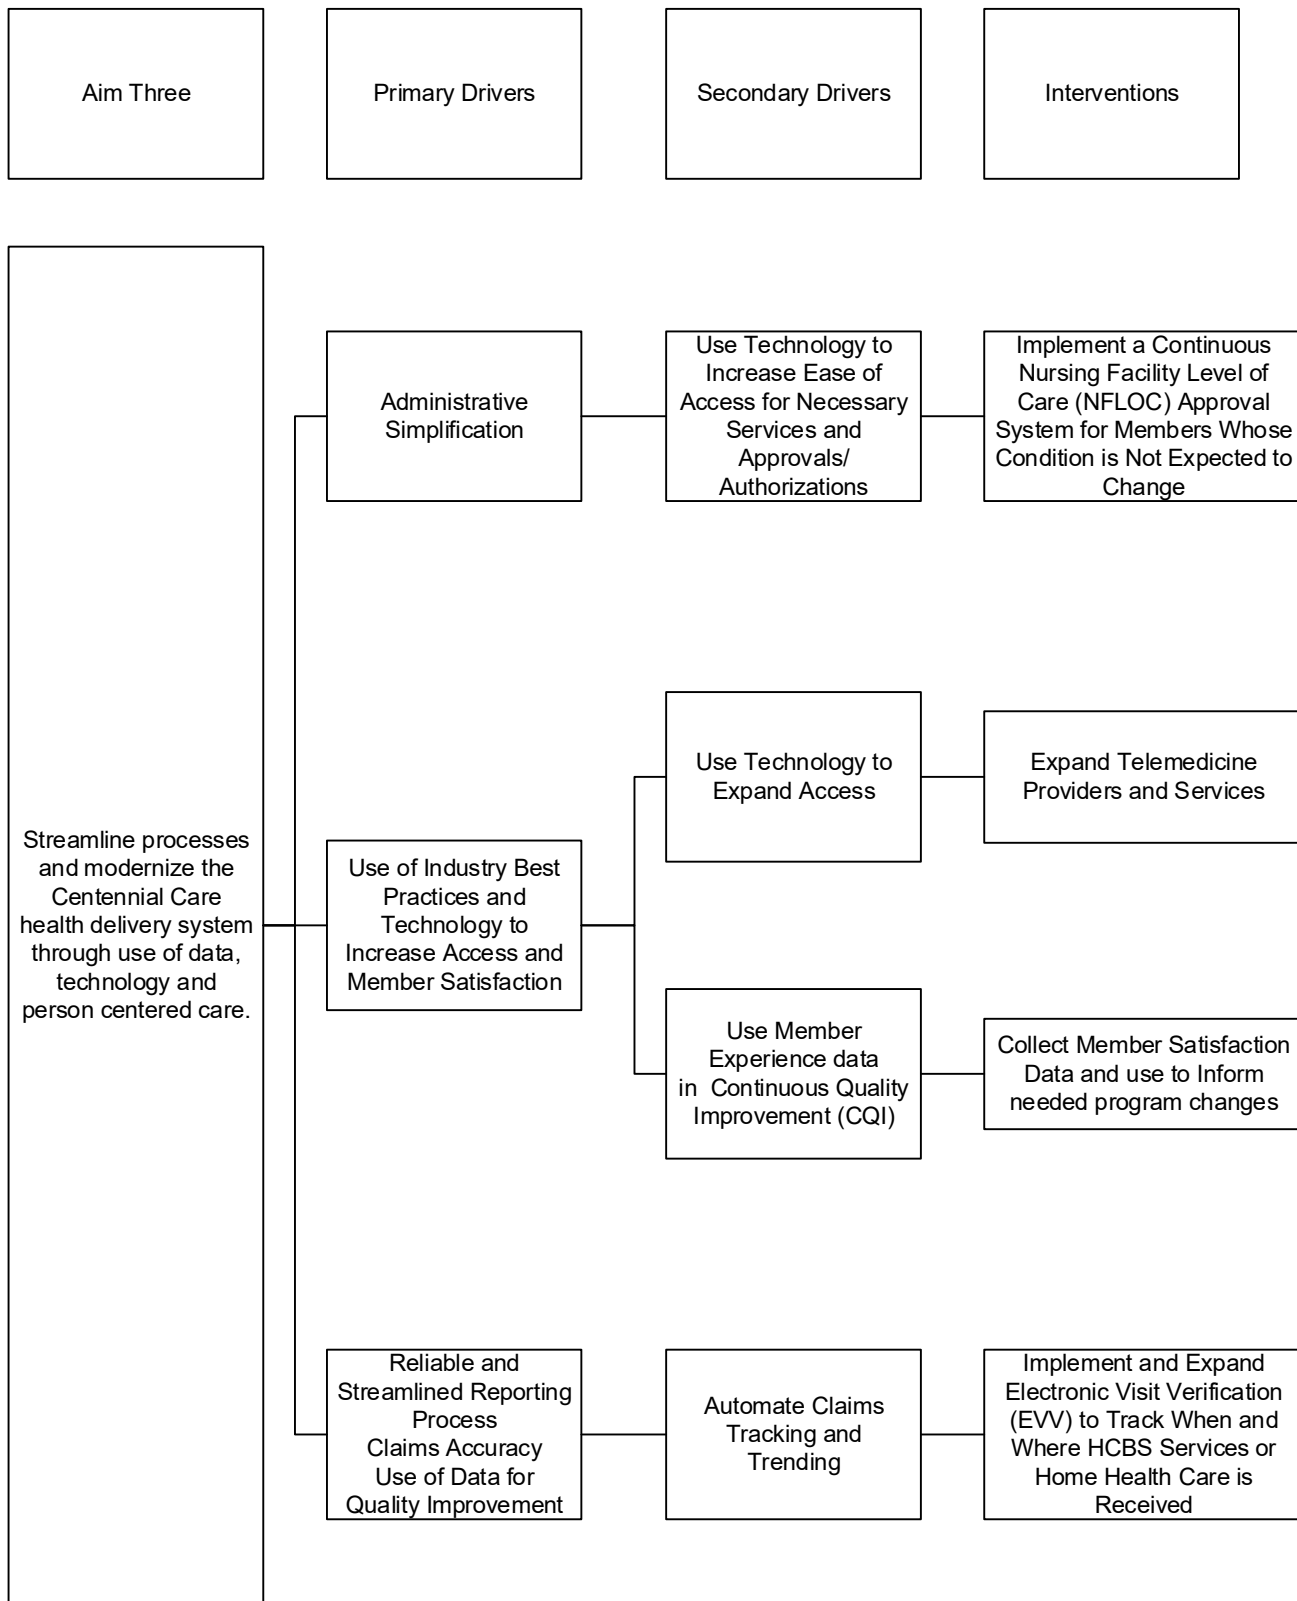 Aim Three
Primary Drivers
Secondary Drivers
Interventions
Streamline processes
and modernize the
Centennial Care
health delivery system
through use of data,
technology and
person centered care.
Administrative
Simplification
Use Technology to
Increase Ease of
Access for Necessary
Services and
Approvals/
Authorizations
Implement a Continuous
Nursing Facility Level of
Care (NFLOC) Approval
System for Members Whose
Condition is Not Expected to
Change
Use of Industry Best
Practices and
Technology to
Increase Access and
Member Satisfaction
Use Technology to
Expand Access
Expand Telemedicine
Providers and Services
Use Member
Experience data
in  Continuous Quality
Improvement (CQI)
Collect Member Satisfaction
Data and use to Inform
needed program changes
Reliable and
Streamlined Reporting
Process
Claims Accuracy
Use of Data for
Quality Improvement
Automate Claims
Tracking and
Trending
Implement and Expand
Electronic Visit Verification
(EVV) to Track When and
Where HCBS Services or
Home Health Care is
Received